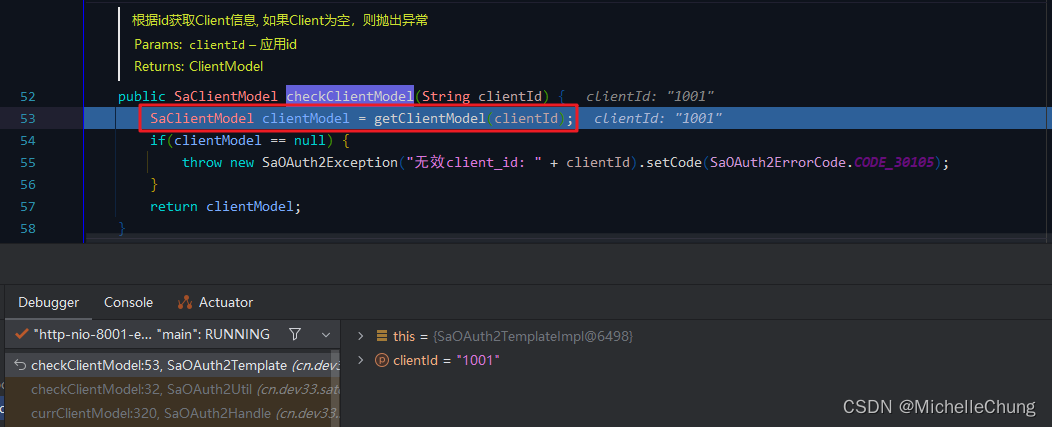 根据id获取Client信息, 如果Client为空，则抛出异常
Params: clientId – 应用id
Returns: ClientModel
52 public SaClientModel checkClientModel(String clientId) { clientId: "1001"
53 SaClientModel clientModel = getClientModel(clientId); clientId: "1001"
54 if(clientModel == null) {
55 throw new SaOAuth2Exception("无效client_id: " + clientId).setCode(SaOAuth2ErrorCode.CODE_30105);
56 }
57 return clientModel;
58 }
Debugger Console Actuator
"http-nio-8001-e... "main": RUNNING
this = {SaOAuth2TemplateImpl@6498}
checkClientModel:53, SaOAuth2Template (cn.dev33
clientId = "1001"
checkClientModel:32, SaOAuth2Util (cn.dev33.sat
currClientModel:320, SaOAuth2Handle (cn.dev33.
CSDN @MichelleChung